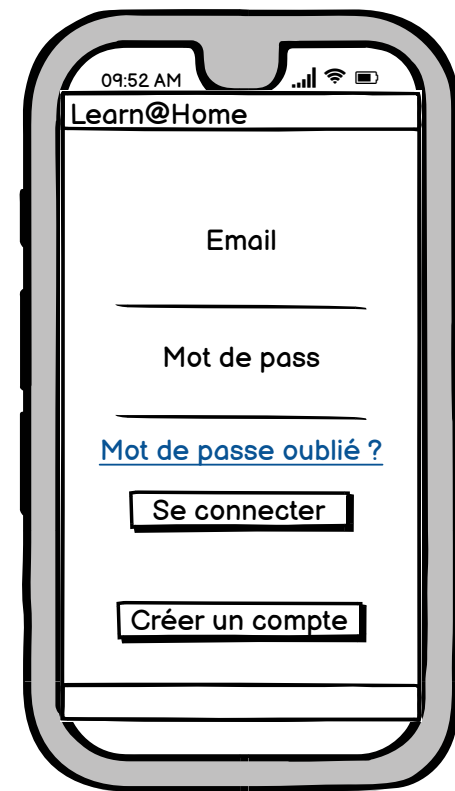 09:52 AM
Learn@Home
Email
Mot de pass
Mot de passe oublié ?
Se connecter
Créer un compte